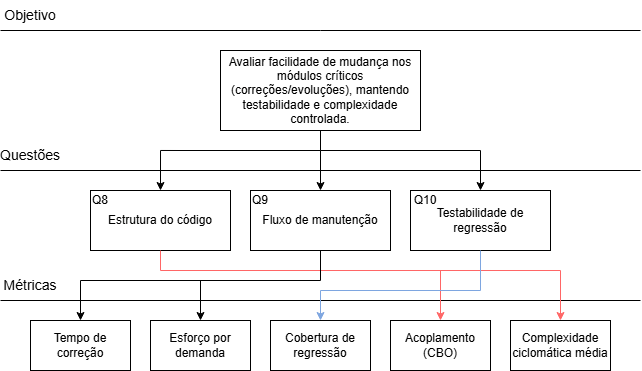 Objetivo
Avaliar facilidade de mudança nos
módulos críticos
(correções/evoluções), mantendo
testabilidade e complexidade
controlada.
Questões
Q8
Estrutura do código
Q9
Fluxo de manutenção
Q10
Testabilidade de
regressão
Métricas
Tempo de
correção
Esforço por
demanda
Cobertura de
regressão
Acoplamento
(CBO)
Complexidade
ciclomática média